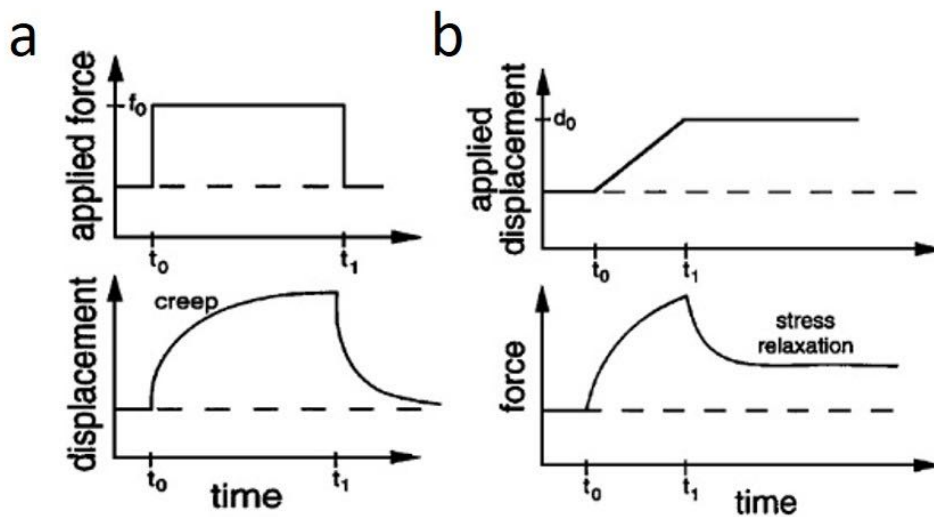 a
applied force
f₀
t₀
t₁
displacement
creep
t₀
t₁
time
b
applied
displacement
d₀
t₀
t₁
force
stress
relaxation
t₀
t₁
time